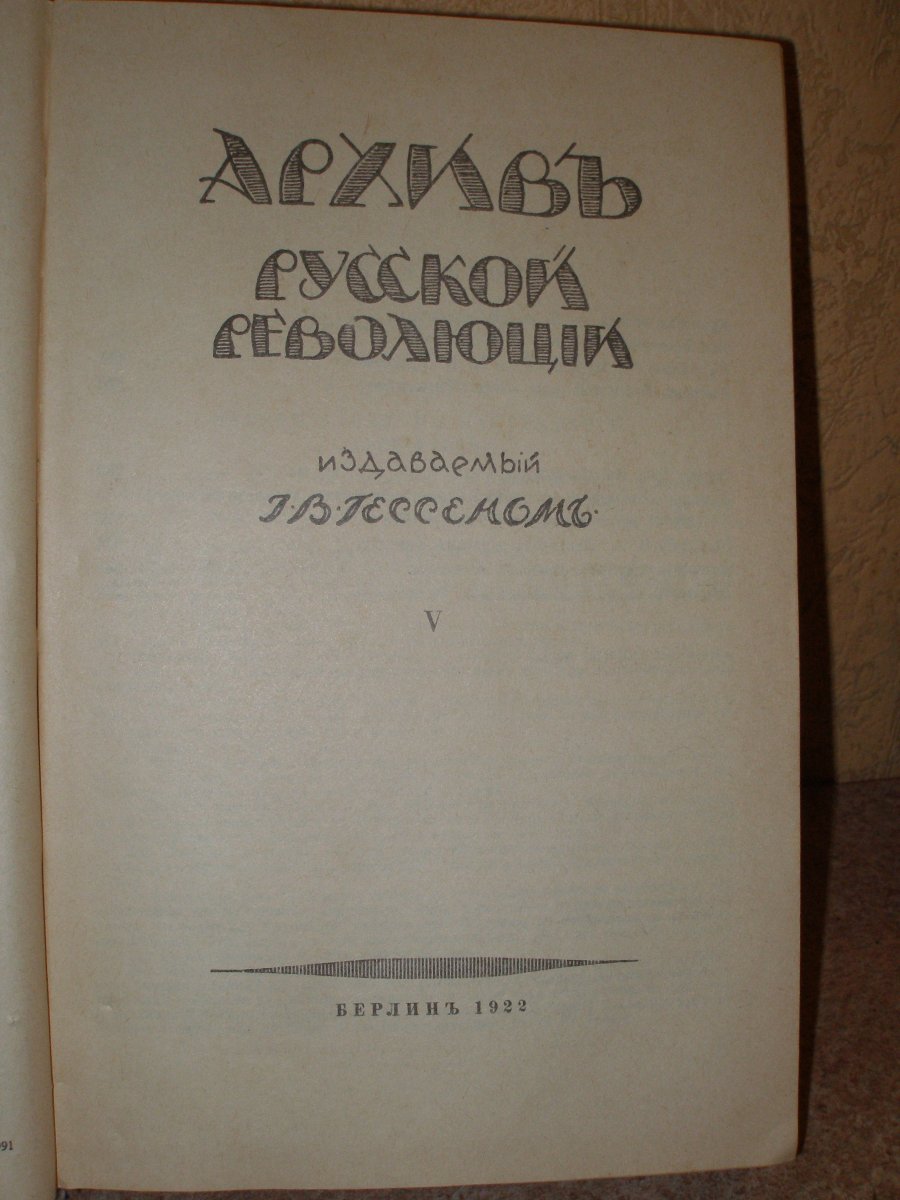 АРХИВЪ
РУССКОЙ
РЕВОЛЮЦІИ
издаваемый
І·В·ГЕССЕНОМЪ·
V
БЕРЛИНЪ 1922